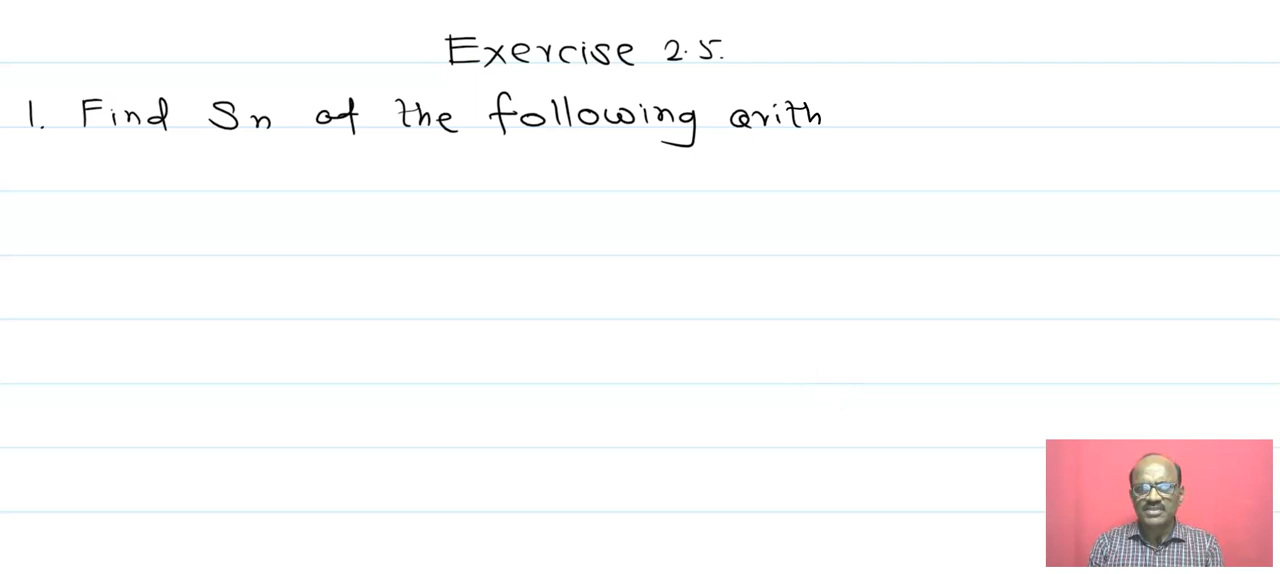 Exercise 2.5.
1. Find Sn of the following arith